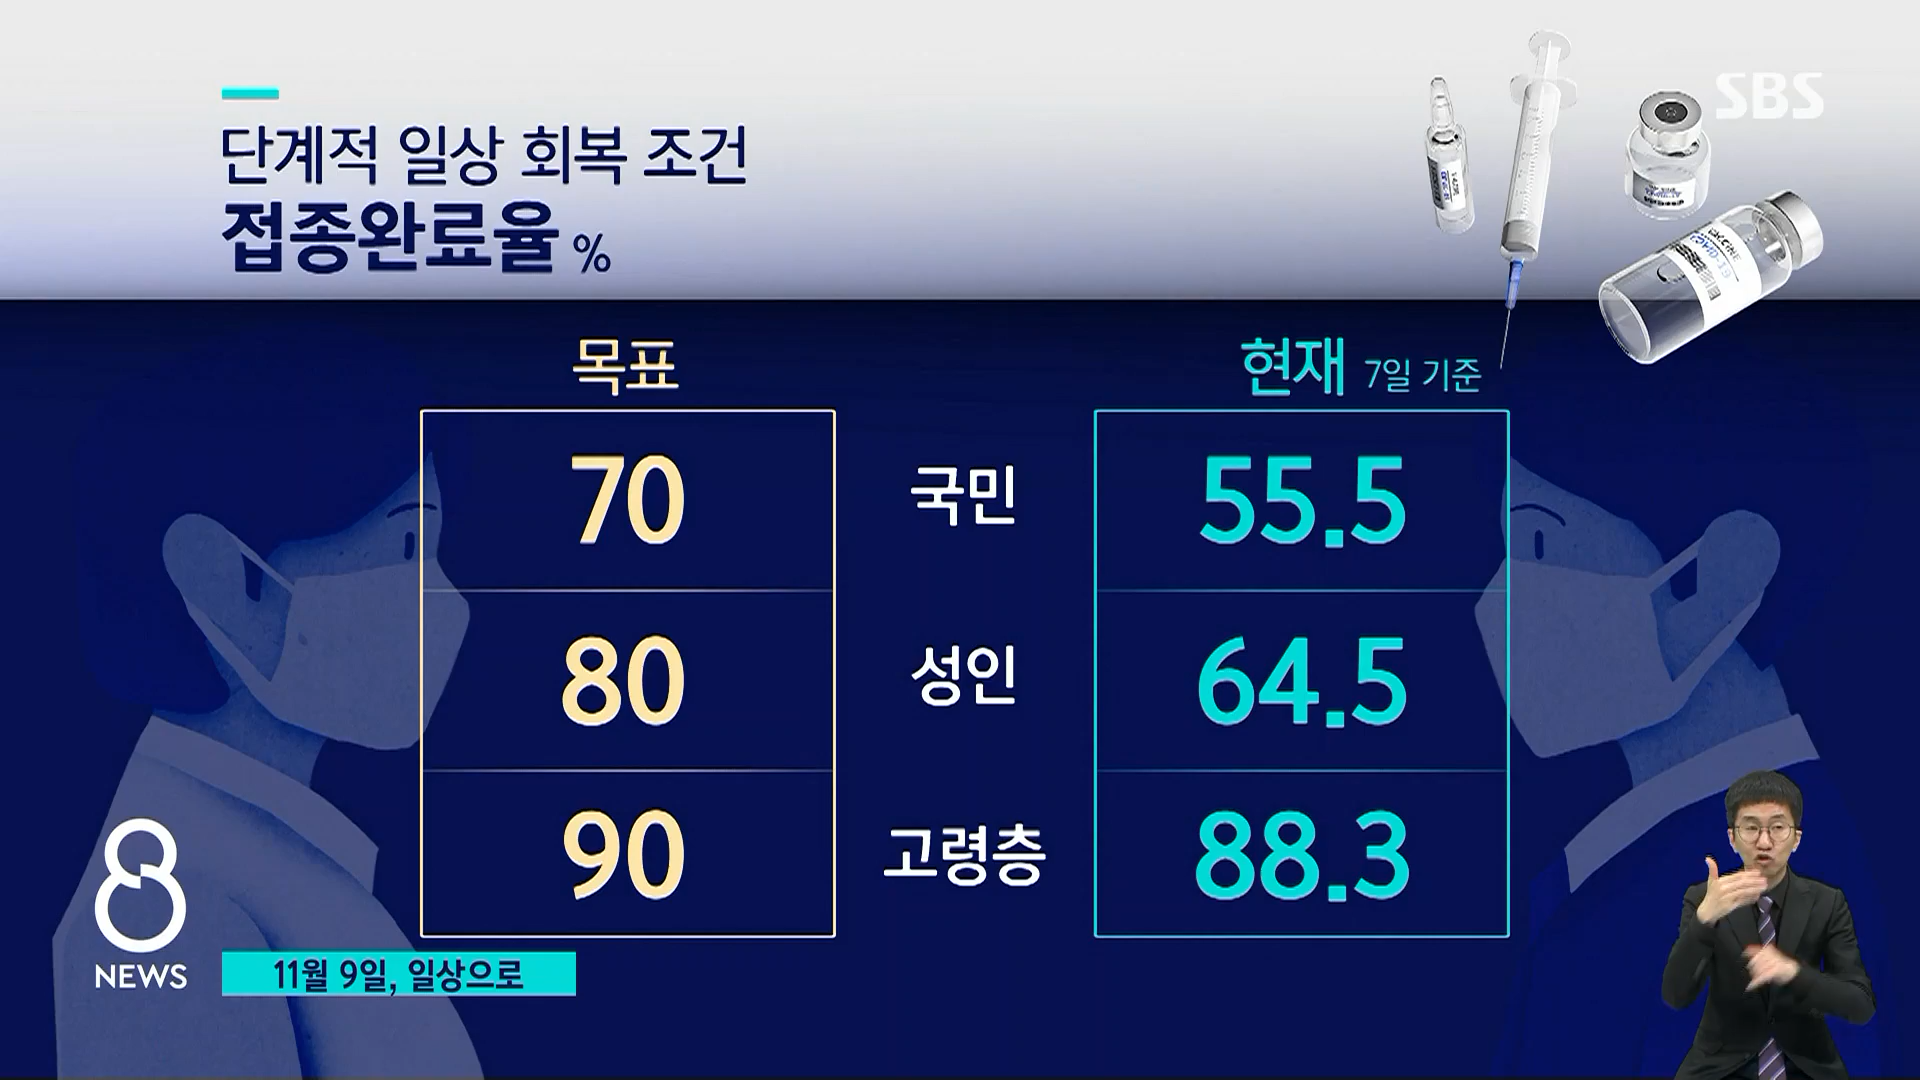 SBS
단계적 일상 회복 조건
접종완료율 %
목표
현재 7일 기준
70 국민 55.5
80 성인 64.5
90 고령층 88.3
8
NEWS
11월 9일, 일상으로